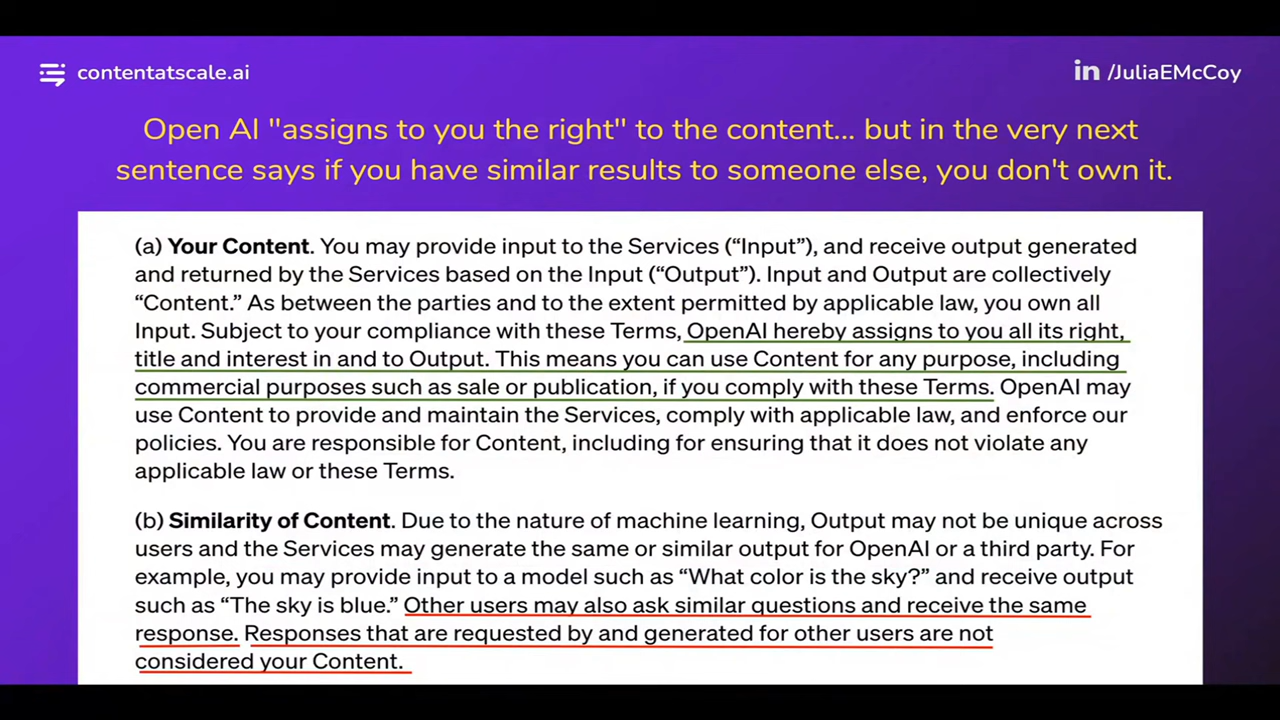 contentatscale.ai
in /JuliaEMcCoy
Open AI "assigns to you the right" to the content... but in the very next
sentence says if you have similar results to someone else, you don't own it.
(a) Your Content. You may provide input to the Services (“Input”), and receive output generated
and returned by the Services based on the Input (“Output”). Input and Output are collectively
“Content.” As between the parties and to the extent permitted by applicable law, you own all
Input. Subject to your compliance with these Terms, OpenAI hereby assigns to you all its right,
title and interest in and to Output. This means you can use Content for any purpose, including
commercial purposes such as sale or publication, if you comply with these Terms. OpenAI may
use Content to provide and maintain the Services, comply with applicable law, and enforce our
policies. You are responsible for Content, including for ensuring that it does not violate any
applicable law or these Terms.
(b) Similarity of Content. Due to the nature of machine learning, Output may not be unique across
users and the Services may generate the same or similar output for OpenAI or a third party. For
example, you may provide input to a model such as “What color is the sky?” and receive output
such as “The sky is blue.” Other users may also ask similar questions and receive the same
response. Responses that are requested by and generated for other users are not
considered your Content.